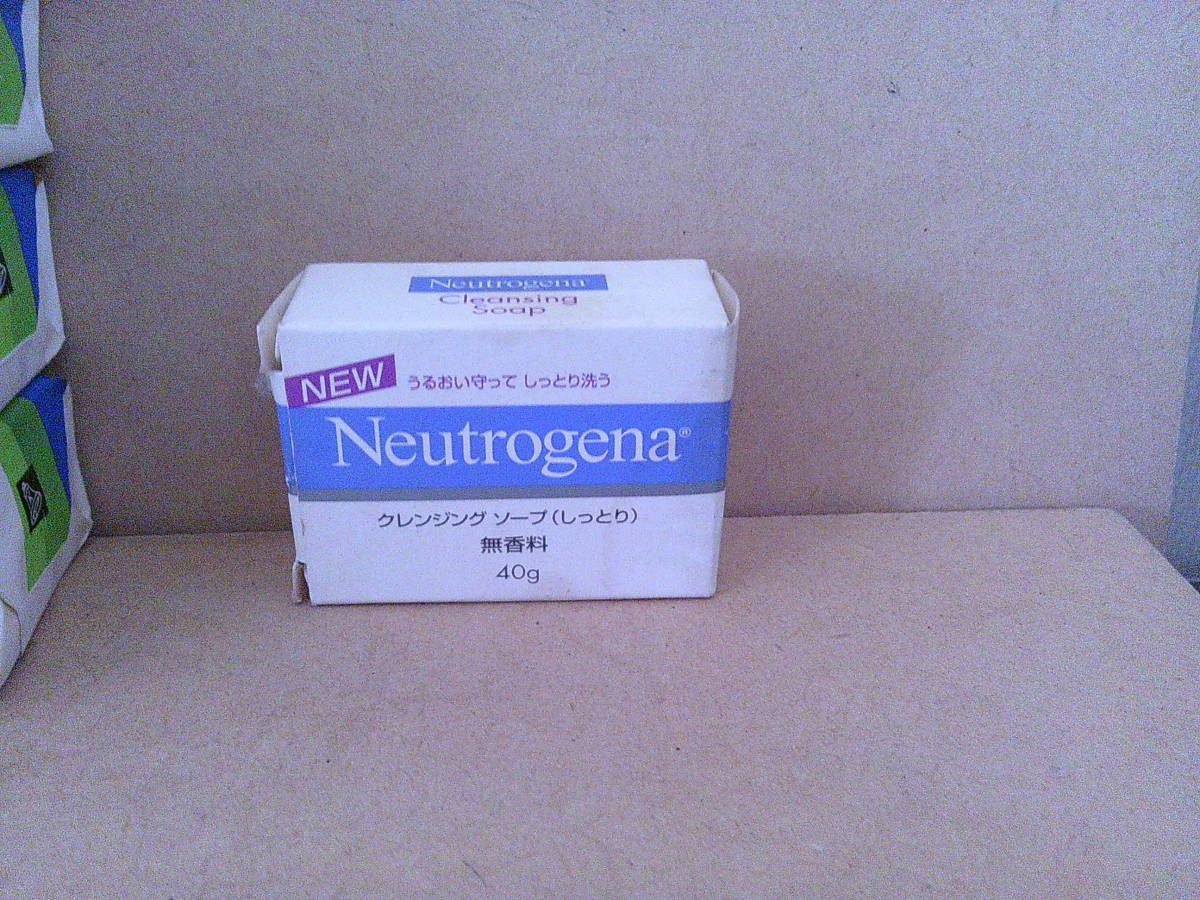 Neutrogena
Cleansing
Soap
NEW うるおい守って しっとり洗う
Neutrogena®
クレンジング ソープ(しっとり)
無香料
40g